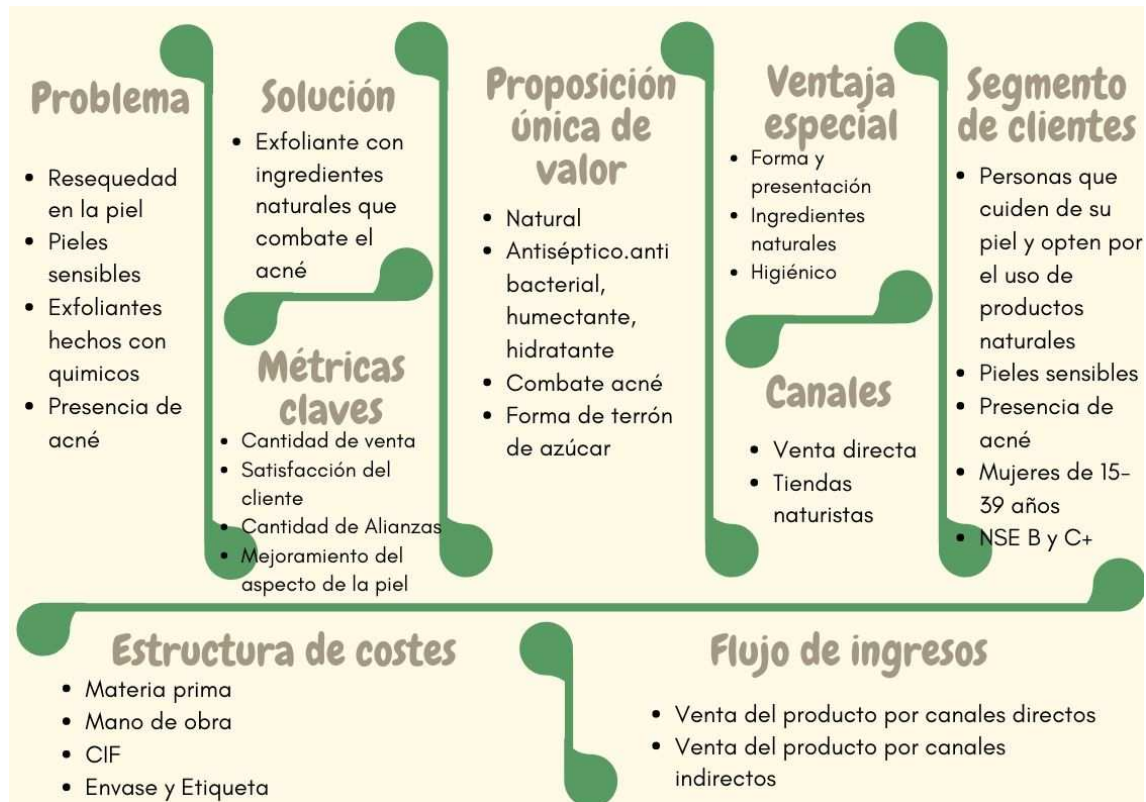 Problema
• Resequedad
en la piel
• Pieles
sensibles
• Exfoliantes
hechos con
quimicos
• Presencia de
acné
Solución
• Exfoliante con
ingredientes
naturales que
combate el
acné
Métricas
claves
• Cantidad de venta
• Satisfacción del
cliente
• Cantidad de Alianzas
• Mejoramiento del
aspecto de la piel
Proposición
única de
valor
• Natural
• Antiséptico.anti
bacterial,
humectante,
hidratante
• Combate acné
• Forma de terrón
de azúcar
Ventaja
especial
• Forma y
presentación
• Ingredientes
naturales
• Higiénico
Canales
• Venta directa
• Tiendas
naturistas
Segmento
de clientes
• Personas que
cuiden de su
piel y opten por
el uso de
productos
naturales
• Pieles sensibles
• Presencia de
acné
• Mujeres de 15-
39 años
• NSE B y C+
Estructura de costes
• Materia prima
• Mano de obra
• CIF
• Envase y Etiqueta
Flujo de ingresos
• Venta del producto por canales directos
• Venta del producto por canales
indirectos